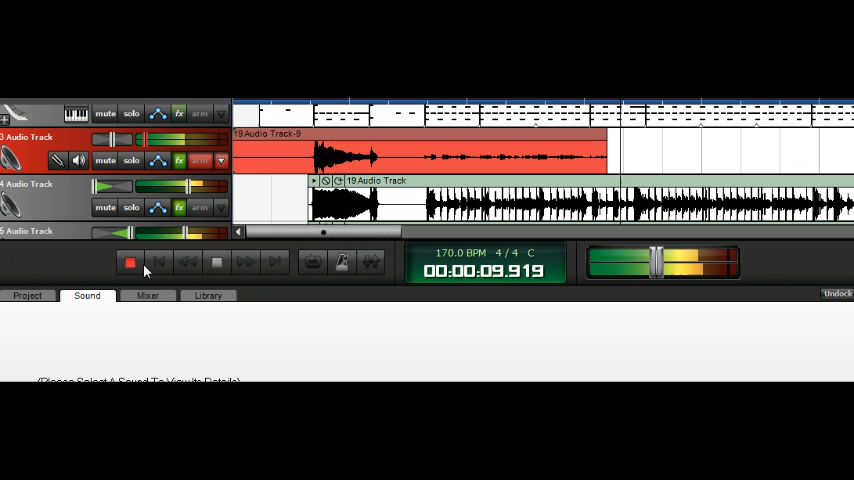 mute solo fx arm
3 Audio Track
19 Audio Track-9
mute solo fx arm
4 Audio Track
19 Audio Track
mute solo fx arm
5 Audio Track
170.0 BPM 4 / 4 C
00:00:09.919
Project Sound Mixer Library
Undock
(Please Select A Sound To View Its Details)